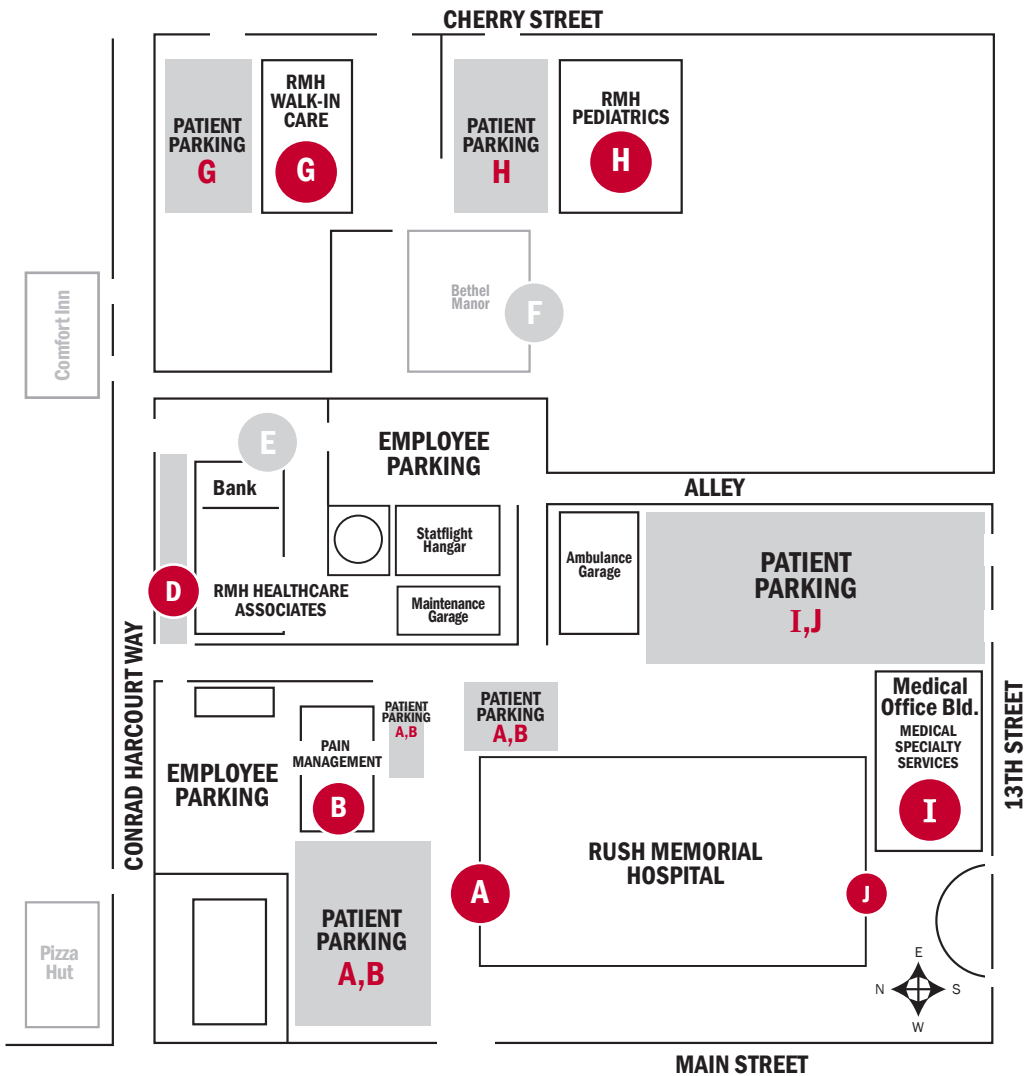 CHERRY STREET
PATIENT
PARKING
G
RMH
WALK-IN
CARE
G
PATIENT
PARKING
H
RMH
PEDIATRICS
H
Comfort Inn
Bethel
Manor
F
E
Bank
EMPLOYEE
PARKING
ALLEY
Statflight
Hangar
Ambulance
Garage
PATIENT
PARKING
I,J
D
RMH HEALTHCARE
ASSOCIATES
Maintenance
Garage
CONRAD HARCOURT WAY
PATIENT
PARKING
A,B
PATIENT
PARKING
A,B
Medical
Office Bld.
MEDICAL
SPECIALTY
SERVICES
I
13TH STREET
PAIN
MANAGEMENT
B
EMPLOYEE
PARKING
RUSH MEMORIAL
HOSPITAL
A
J
PATIENT
PARKING
A,B
Pizza
Hut
E
N
S
W
MAIN STREET